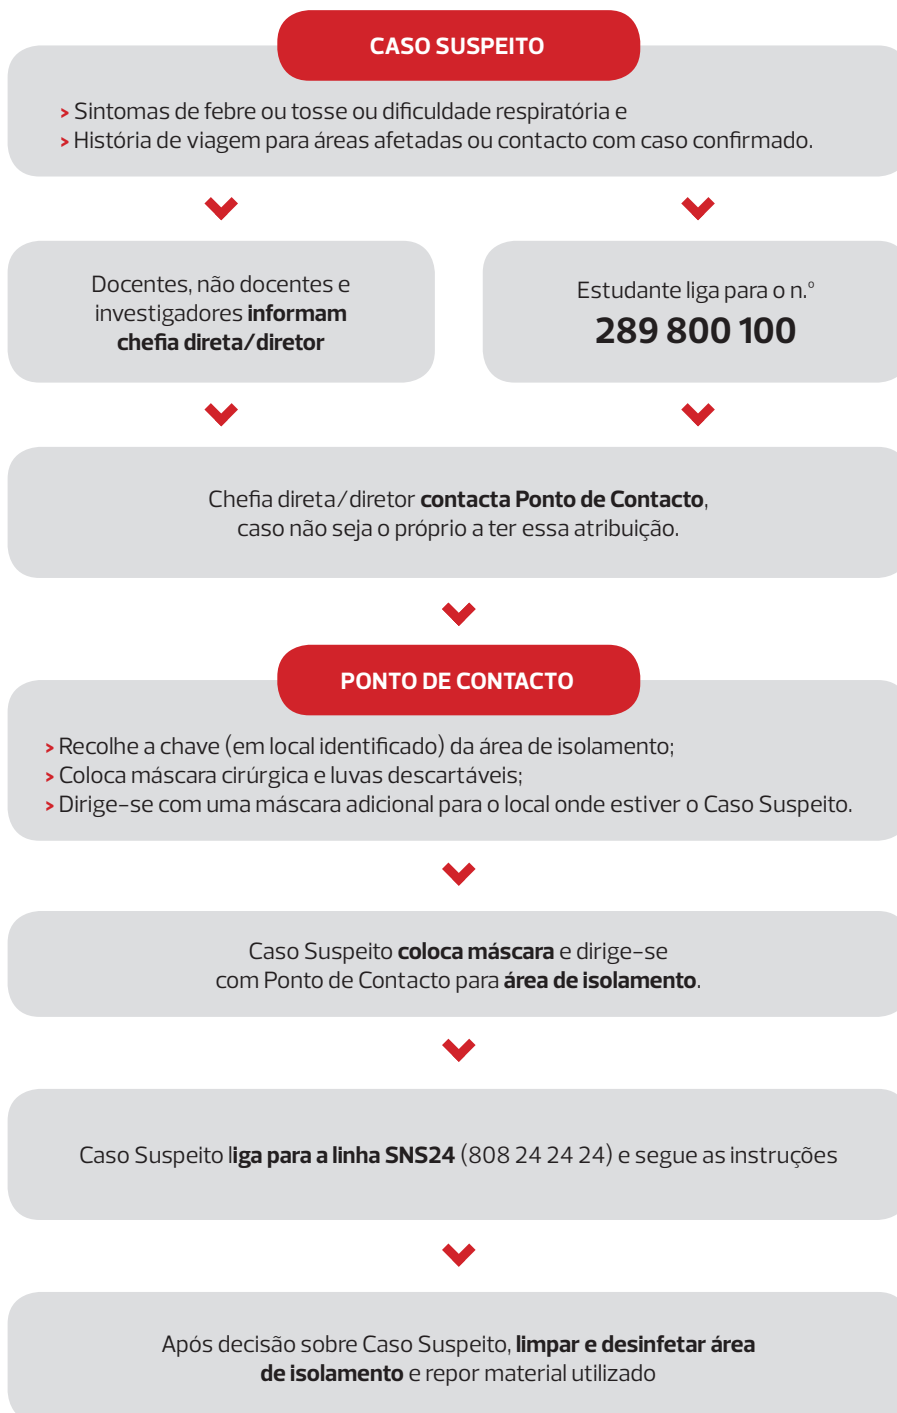 CASO SUSPEITO
> Sintomas de febre ou tosse ou dificuldade respiratória e
> História de viagem para áreas afetadas ou contacto com caso confirmado.
Docentes, não docentes e
investigadores informam
chefia direta/diretor
Estudante liga para o n.º
289 800 100
Chefia direta/diretor contacta Ponto de Contacto,
caso não seja o próprio a ter essa atribuição.
PONTO DE CONTACTO
> Recolhe a chave (em local identificado) da área de isolamento;
> Coloca máscara cirúrgica e luvas descartáveis;
> Dirige-se com uma máscara adicional para o local onde estiver o Caso Suspeito.
Caso Suspeito coloca máscara e dirige-se
com Ponto de Contacto para área de isolamento.
Caso Suspeito liga para a linha SNS24 (808 24 24 24) e segue as instruções
Após decisão sobre Caso Suspeito, limpar e desinfetar área
de isolamento e repor material utilizado